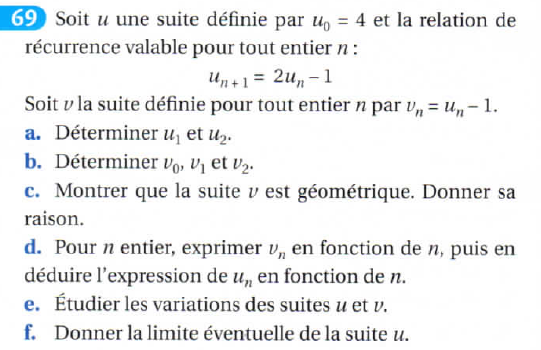 69 Soit u une suite définie par u₀ = 4 et la relation de
récurrence valable pour tout entier n :
uₙ₊₁ = 2uₙ – 1
Soit v la suite définie pour tout entier n par vₙ = uₙ – 1.
a. Déterminer u₁ et u₂.
b. Déterminer v₀, v₁ et v₂.
c. Montrer que la suite v est géométrique. Donner sa
raison.
d. Pour n entier, exprimer vₙ en fonction de n, puis en
déduire l'expression de uₙ en fonction de n.
e. Étudier les variations des suites u et v.
f. Donner la limite éventuelle de la suite u.